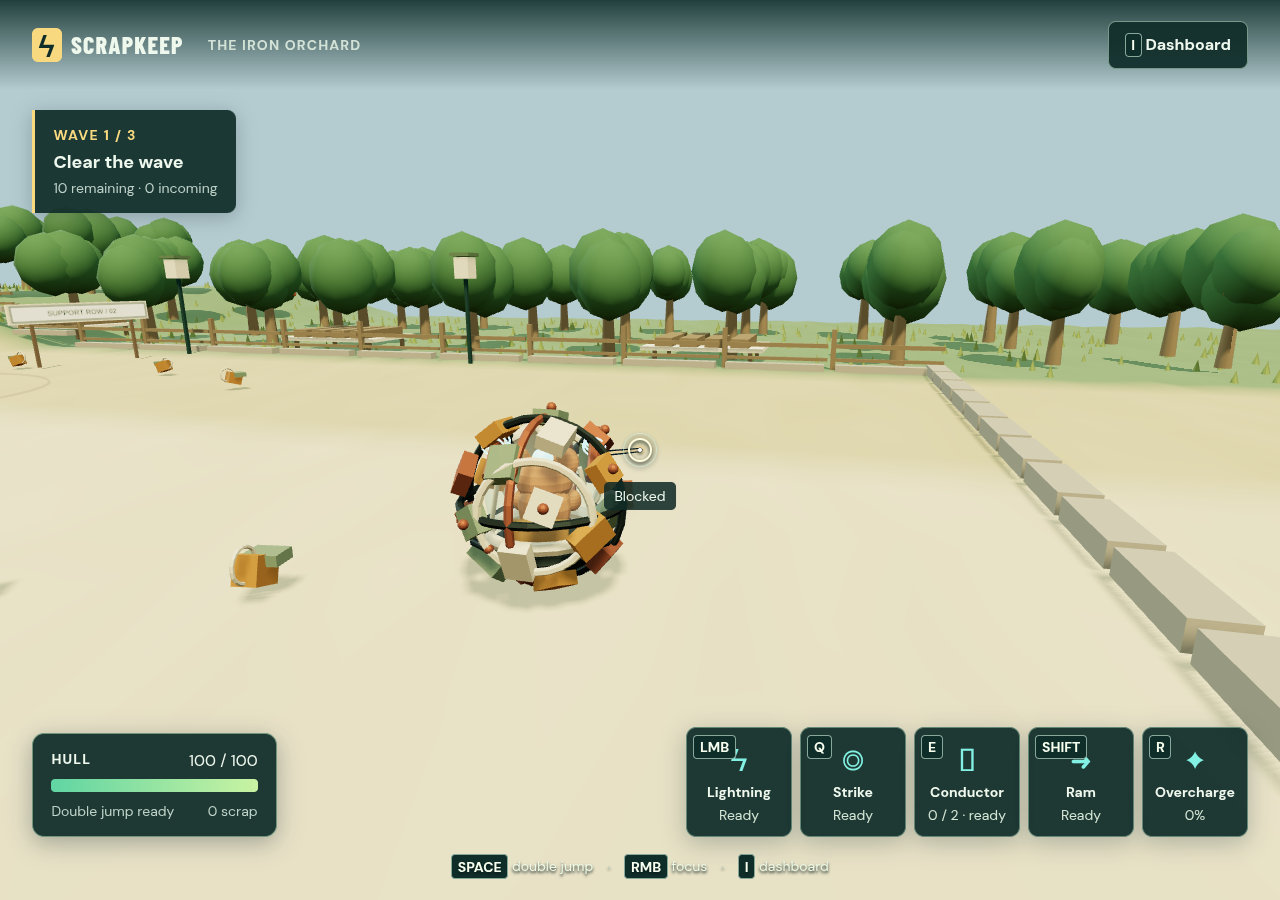 SCRAPKEEP THE IRON ORCHARD
I Dashboard
WAVE 1 / 3
Clear the wave
10 remaining · 0 incoming
SUPPORT ROW / 02
Blocked
HULL 100 / 100
Double jump ready 0 scrap
LMB
Lightning
Ready
Q
Strike
Ready
E
Conductor
0 / 2 · ready
SHIFT
Ram
Ready
R
Overcharge
0%
SPACE double jump · RMB focus · I dashboard